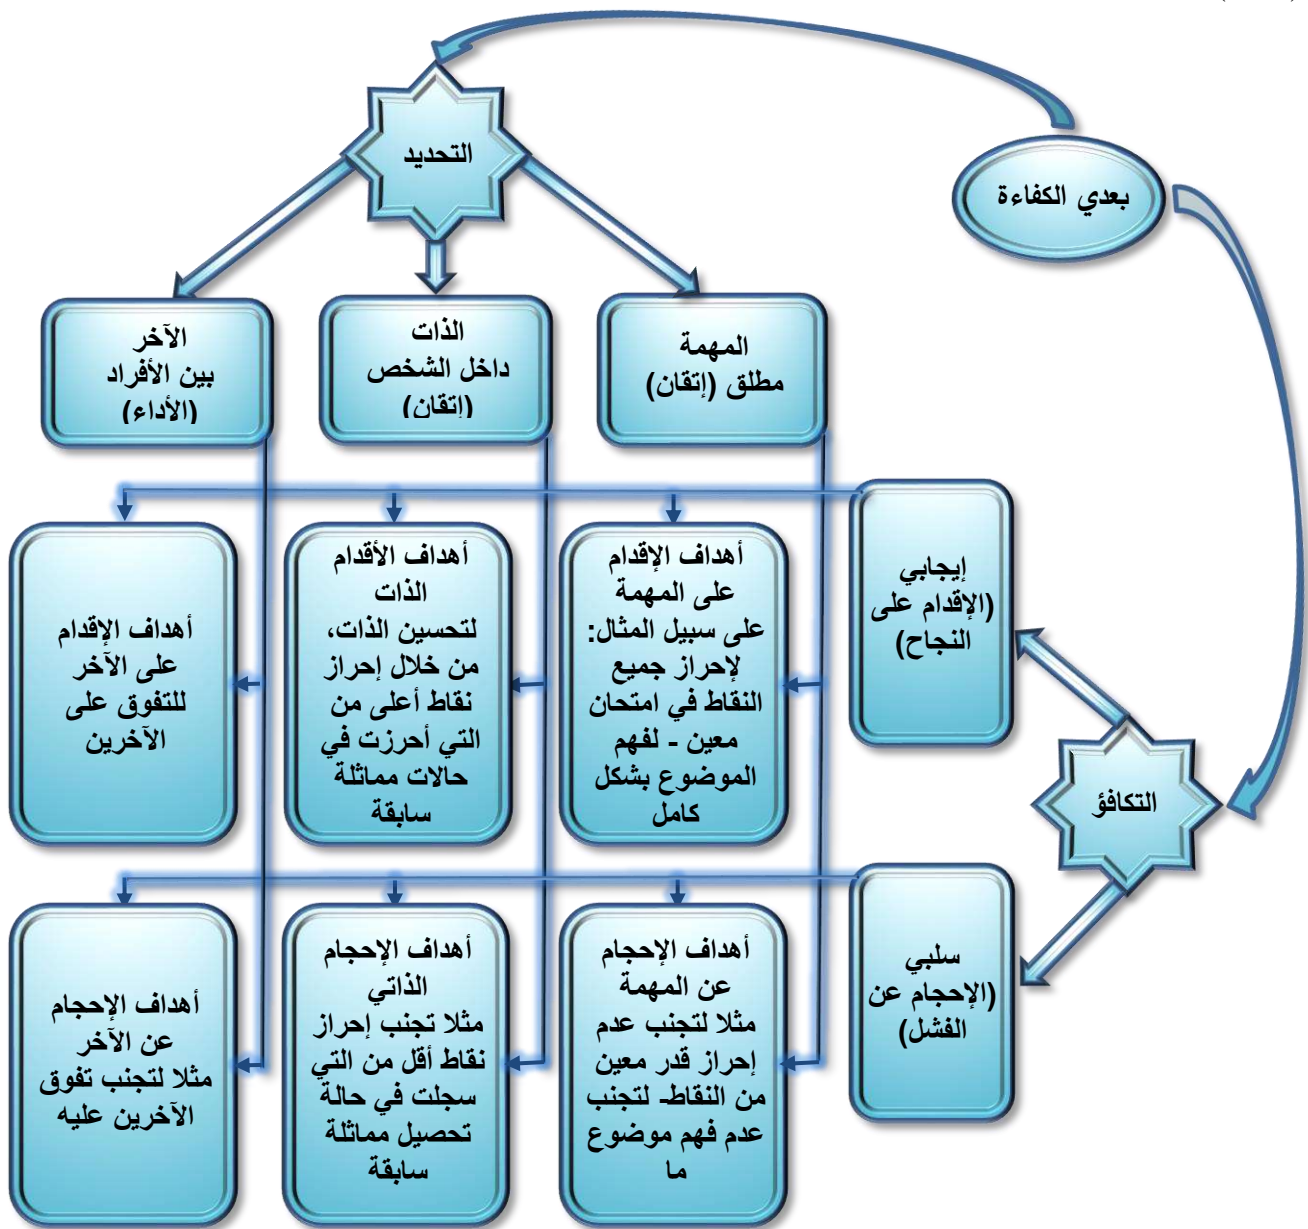 التحديد
بعدي الكفاءة
المهمة
مطلق (إتقان)
الذات
داخل الشخص
(إتقان)
الآخر
بين الأفراد
(الأداء)
إيجابي
(الإقدام على
النجاح)
أهداف الإقدام
على المهمة
على سبيل المثال:
لإحراز جميع
النقاط في امتحان
معين - لفهم
الموضوع بشكل
كامل
أهداف الأقدام
الذات
لتحسين الذات،
من خلال إحراز
نقاط أعلى من
التي أحرزت في
حالات مماثلة
سابقة
أهداف الإقدام
على الآخر
للتفوق على
الآخرين
التكافؤ
سلبي
(الإحجام عن
الفشل)
أهداف الإحجام
عن المهمة
مثلا لتجنب عدم
إحراز قدر معين
من النقاط- لتجنب
عدم فهم موضوع
ما
أهداف الإحجام
الذاتي
مثلا تجنب إحراز
نقاط أقل من التي
سجلت في حالة
تحصيل مماثلة
سابقة
أهداف الإحجام
عن الآخر
مثلا لتجنب تفوق
الآخرين عليه